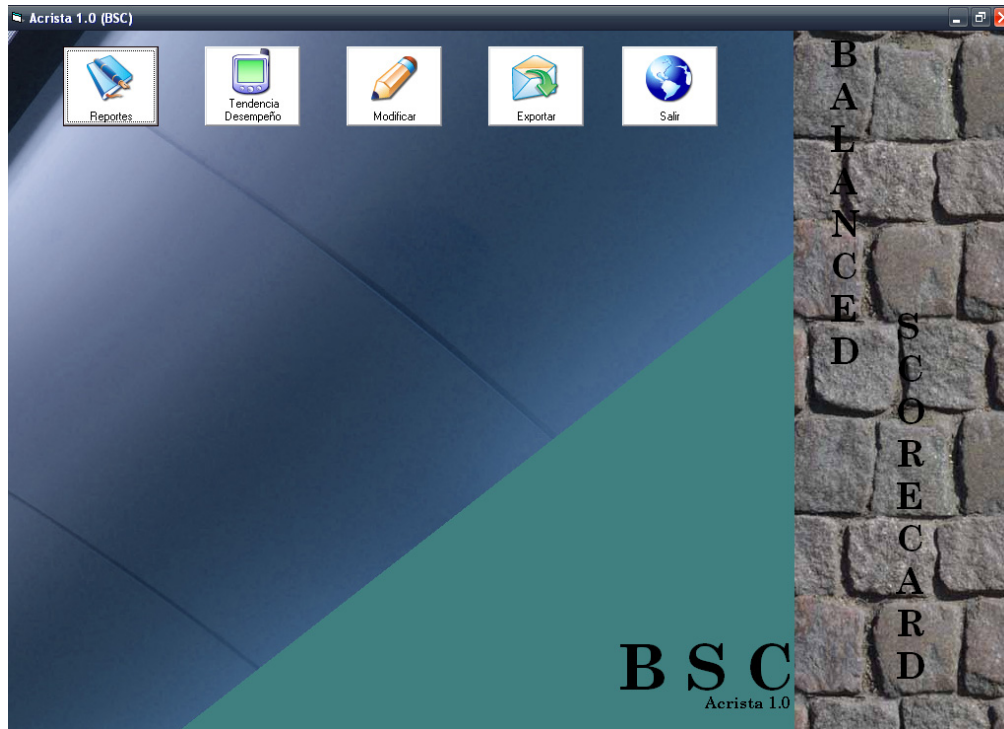 Acrista 1.0 (BSC)
Reportes
Tendencia
Desempeño
Modificar
Exportar
Salir
BALANCED
SCORECARD
B S C
Acrista 1.0